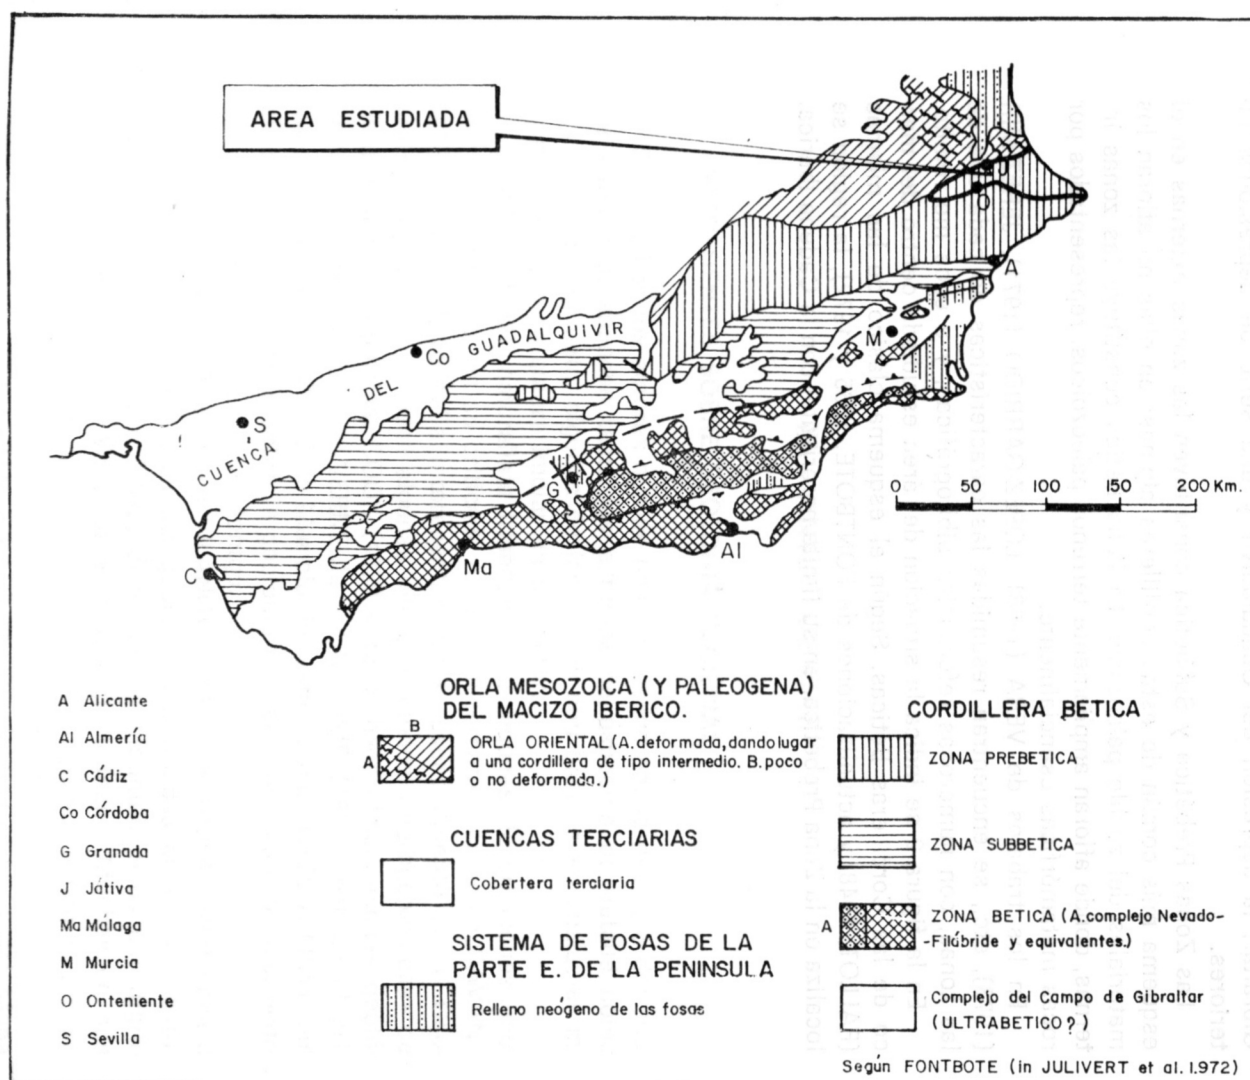 AREA ESTUDIADA
J
O
A
M
Co
GUADALQUIVIR
DEL
CUENCA
S
G
C
Ma
Al
0 50 100 150 200 Km.
A Alicante
Al Almería
C Cádiz
Co Córdoba
G Granada
J Játiva
Ma Málaga
M Murcia
O Onteniente
S Sevilla
ORLA MESOZOICA (Y PALEOGENA)
DEL MACIZO IBERICO.
B
A
ORLA ORIENTAL (A. deformada, dando lugar
a una cordillera de tipo intermedio. B. poco
o no deformada.)
CUENCAS TERCIARIAS
Cobertera terciaria
SISTEMA DE FOSAS DE LA
PARTE E. DE LA PENINSULA
Relleno neógeno de las fosas
CORDILLERA BETICA
ZONA PREBETICA
ZONA SUBBETICA
A
ZONA BETICA (A. complejo Nevado-
-Filábride y equivalentes.)
Complejo del Campo de Gibraltar
(ULTRABETICO?)
Según FONTBOTE (in JULIVERT et al. 1.972)